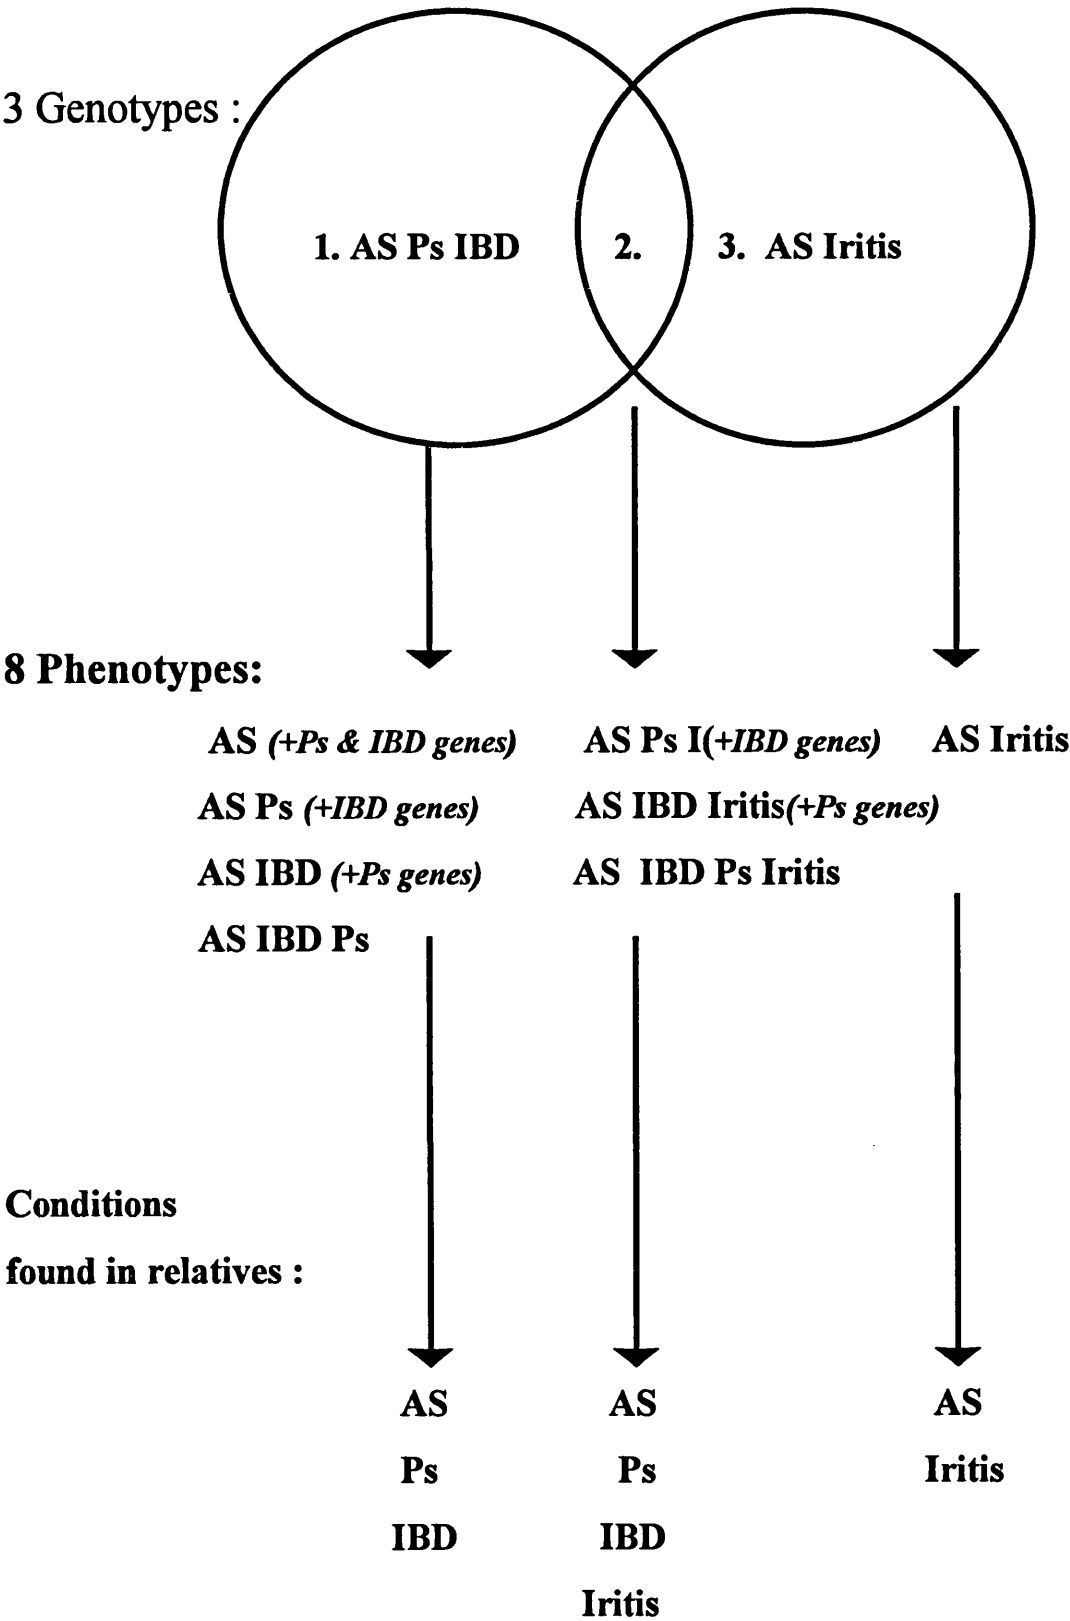 3 Genotypes :
1. AS Ps IBD
2.
3. AS Iritis
8 Phenotypes:
AS (+Ps & IBD genes)
AS Ps (+IBD genes)
AS IBD (+Ps genes)
AS IBD Ps
AS Ps I(+IBD genes)
AS IBD Iritis(+Ps genes)
AS IBD Ps Iritis
AS Iritis
Conditions
found in relatives :
AS
Ps
IBD
AS
Ps
IBD
Iritis
AS
Iritis